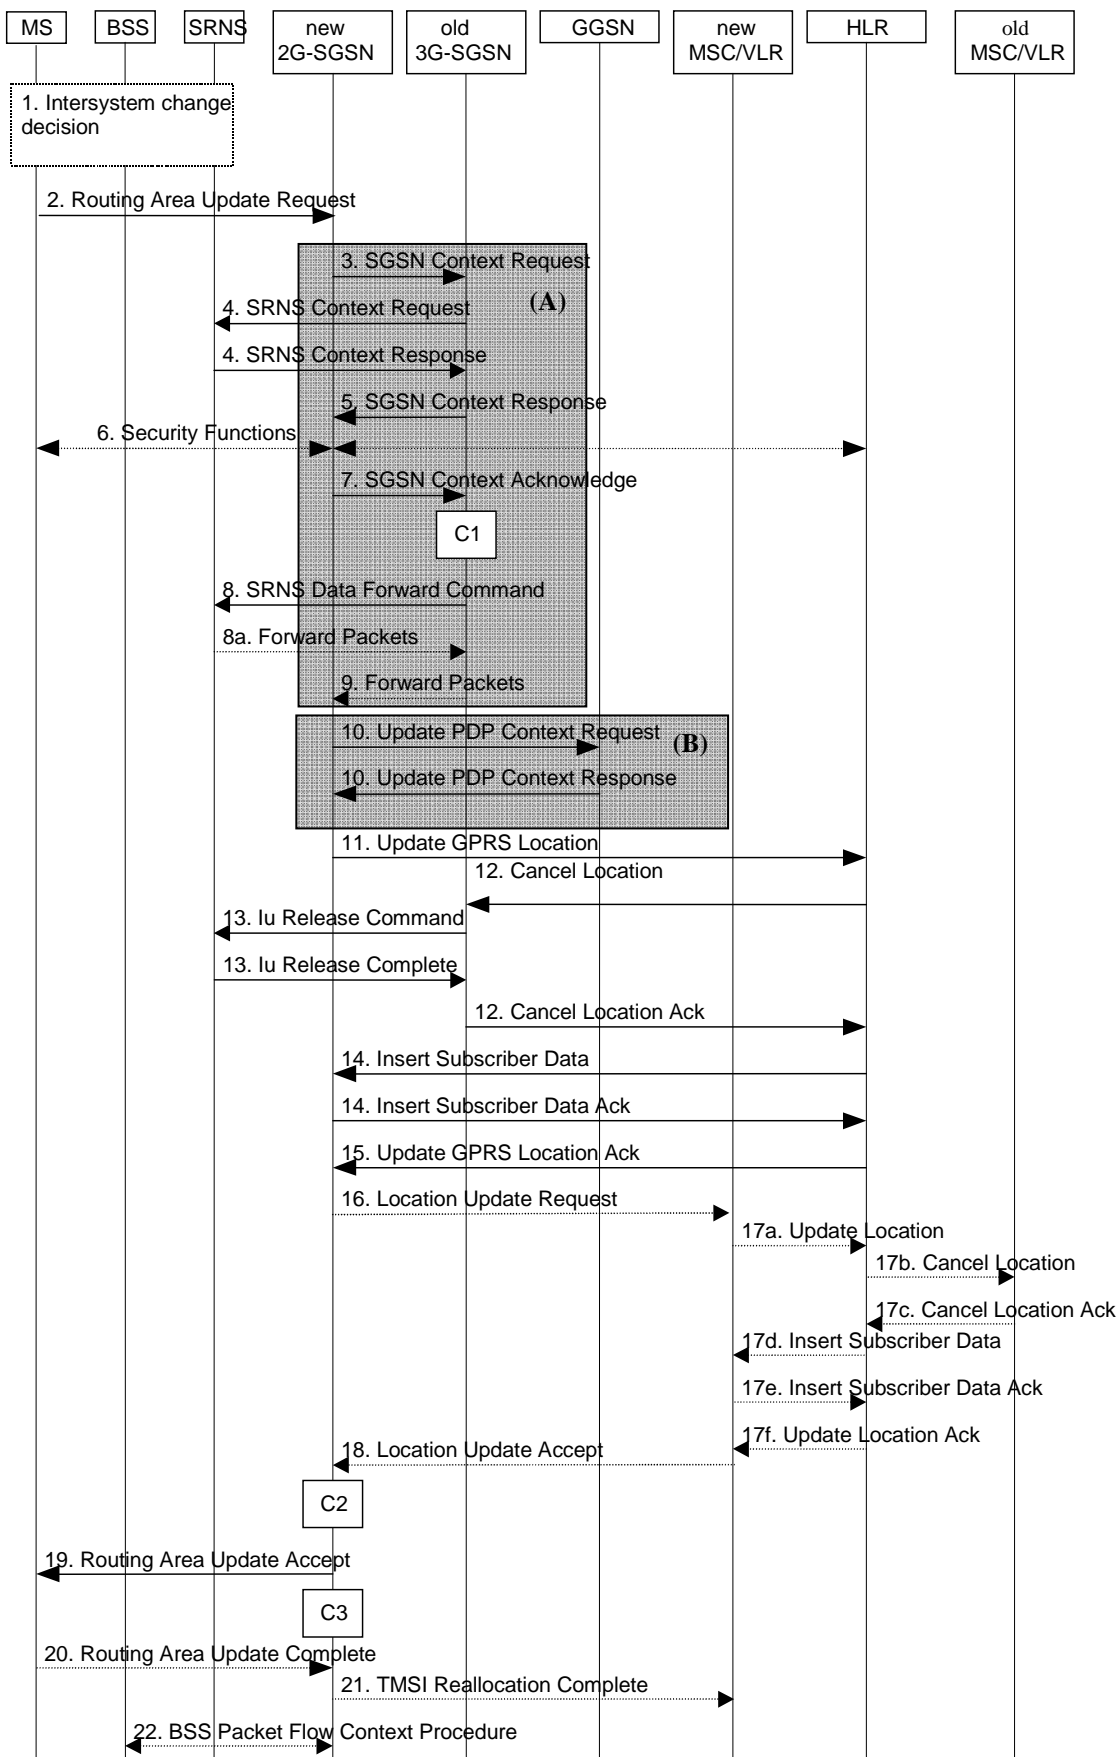 MS
BSS
SRNS
new
2G-SGSN
old
3G-SGSN
GGSN
new
MSC/VLR
HLR
old
MSC/VLR
1. Intersystem change
decision
2. Routing Area Update Request
3. SGSN Context Request
(A)
4. SRNS Context Request
4. SRNS Context Response
5. SGSN Context Response
6. Security Functions
7. SGSN Context Acknowledge
C1
8. SRNS Data Forward Command
8a. Forward Packets
9. Forward Packets
10. Update PDP Context Request
(B)
10. Update PDP Context Response
11. Update GPRS Location
12. Cancel Location
13. Iu Release Command
13. Iu Release Complete
12. Cancel Location Ack
14. Insert Subscriber Data
14. Insert Subscriber Data Ack
15. Update GPRS Location Ack
16. Location Update Request
17a. Update Location
17b. Cancel Location
17c. Cancel Location Ack
17d. Insert Subscriber Data
17e. Insert Subscriber Data Ack
17f. Update Location Ack
18. Location Update Accept
C2
19. Routing Area Update Accept
C3
20. Routing Area Update Complete
21. TMSI Reallocation Complete
22. BSS Packet Flow Context Procedure